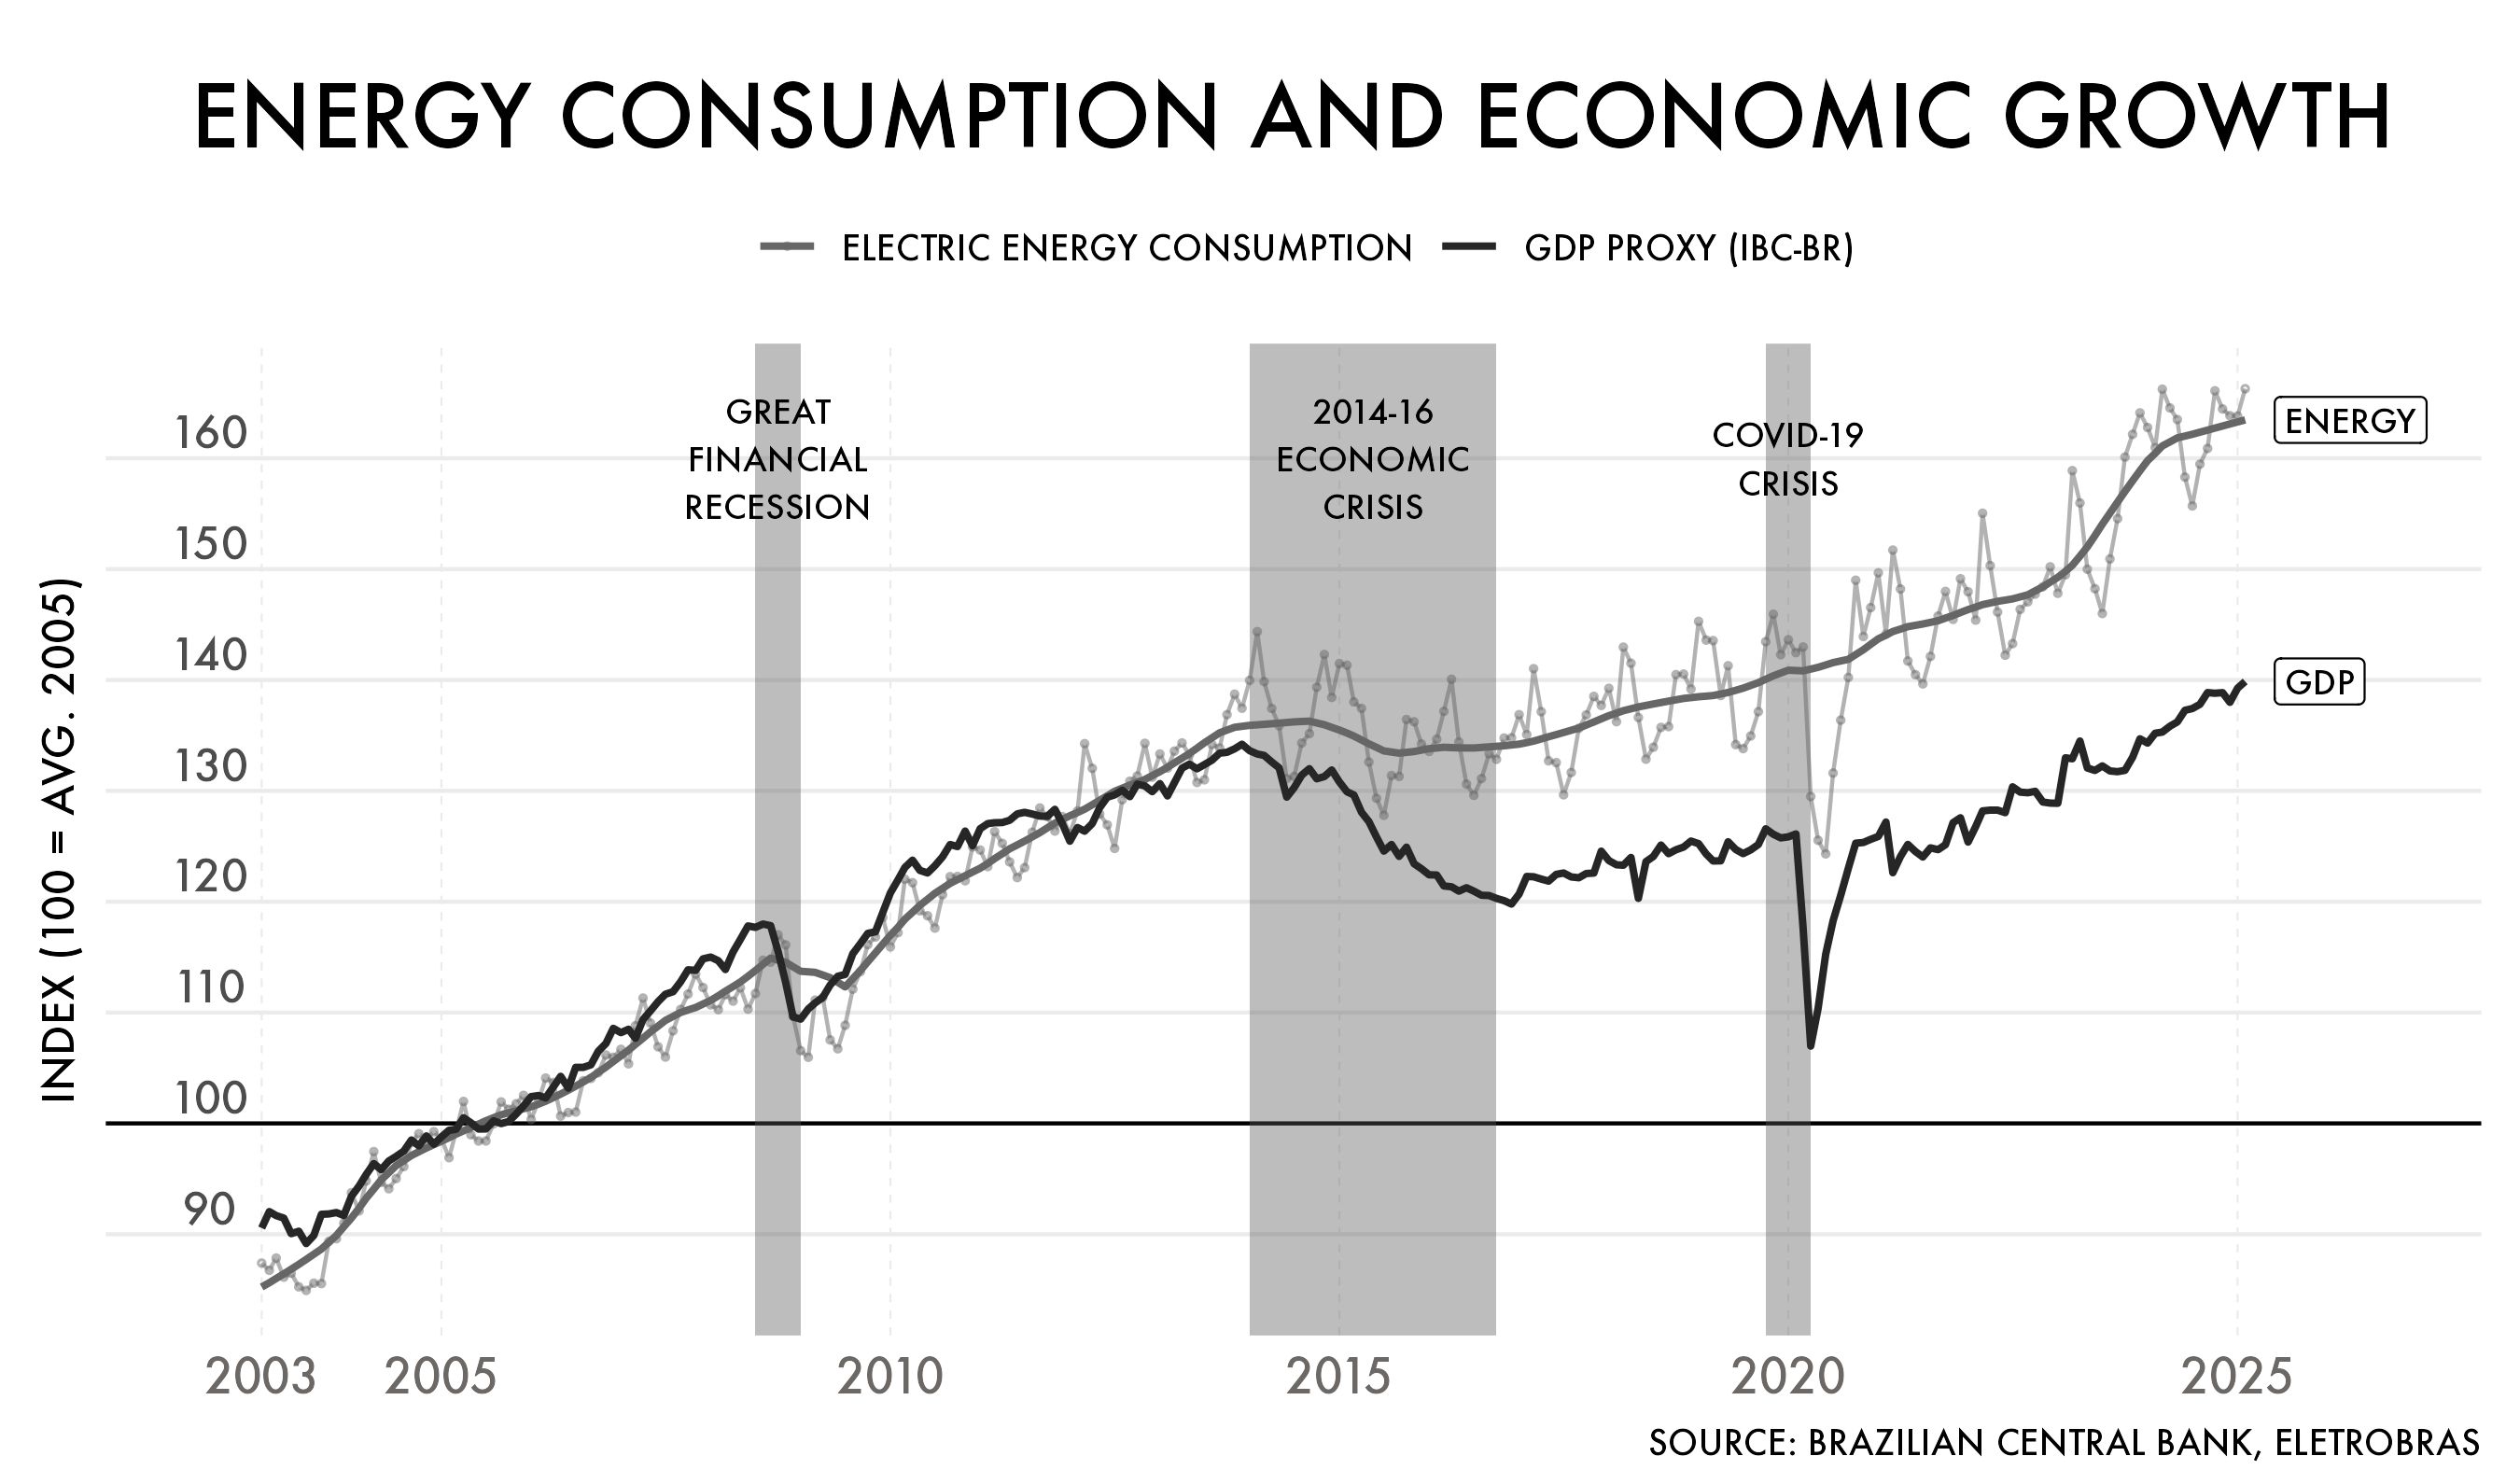 ENERGY CONSUMPTION AND ECONOMIC GROWTH
ELECTRIC ENERGY CONSUMPTION
GDP PROXY (IBC-BR)
INDEX (100 = AVG. 2005)
160
150
140
130
120
110
100
90
GREAT
FINANCIAL
RECESSION
2014-16
ECONOMIC
CRISIS
COVID-19
CRISIS
ENERGY
GDP
2003
2005
2010
2015
2020
2025
SOURCE: BRAZILIAN CENTRAL BANK, ELETROBRAS